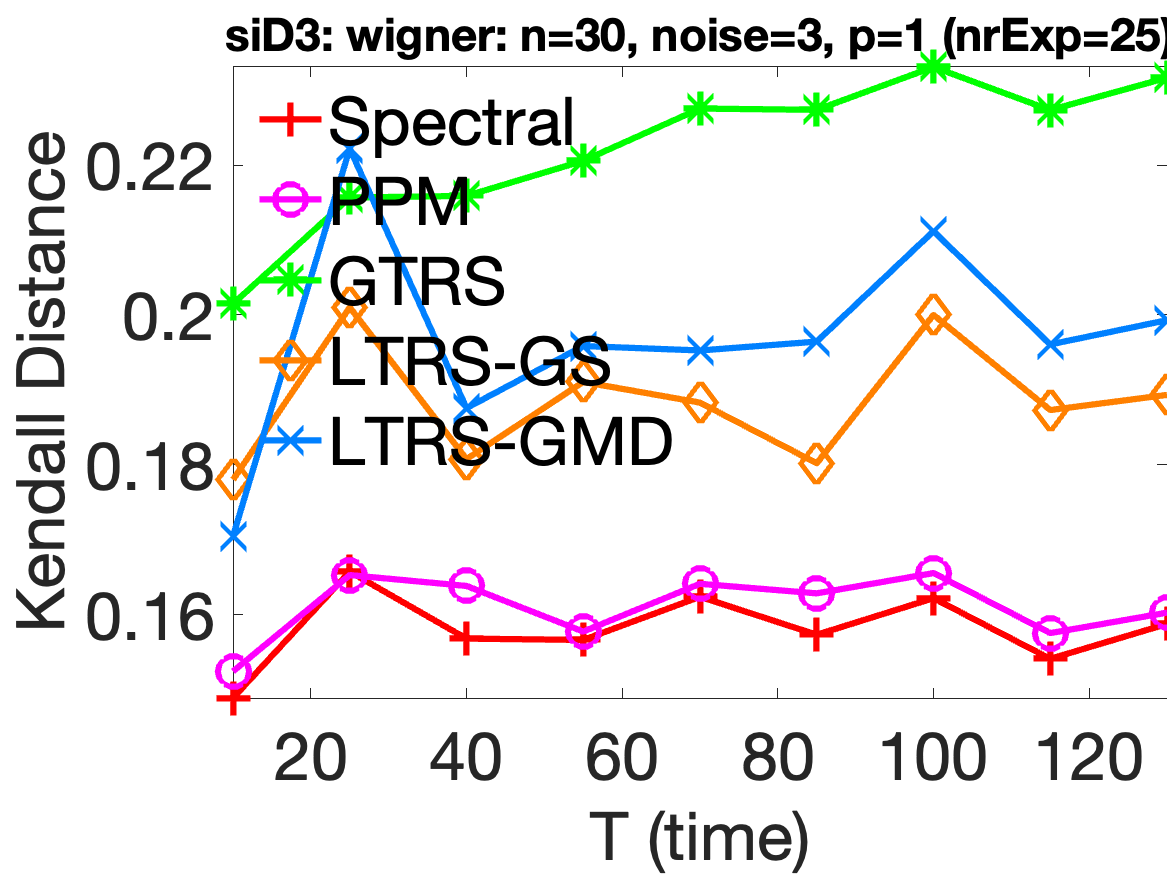 siD3: wigner: n=30, noise=3, p=1 (nrExp=25)
Kendall Distance
0.22
0.2
0.18
0.16
Spectral
PPM
GTRS
LTRS-GS
LTRS-GMD
20 40 60 80 100 120
T (time)